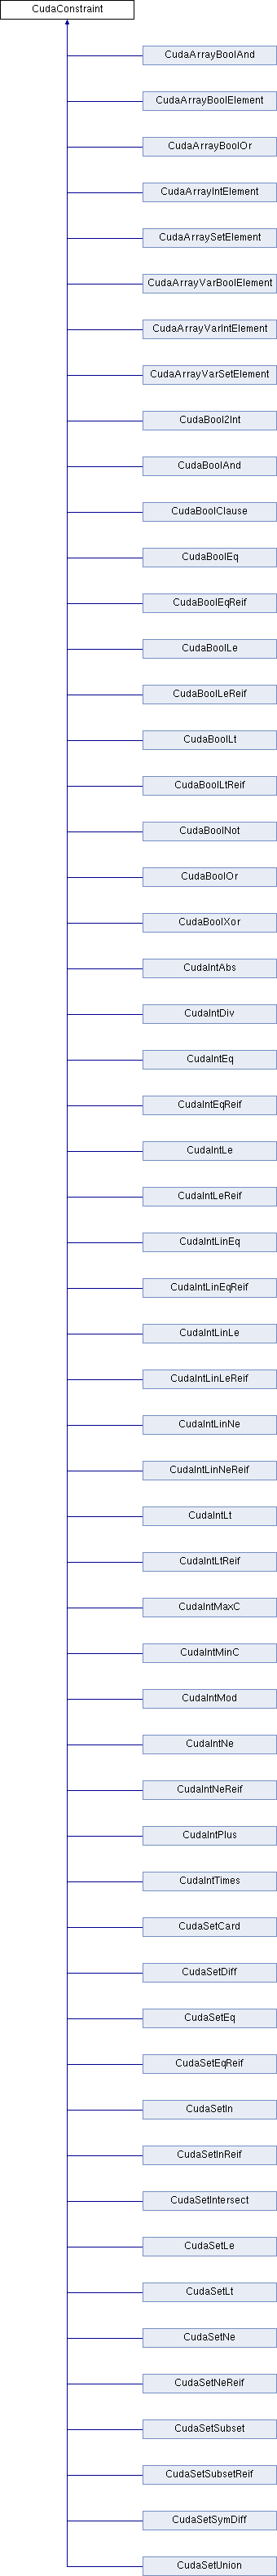 CudaConstraint
CudaArrayBoolAnd
CudaArrayBoolElement
CudaArrayBoolOr
CudaArrayIntElement
CudaArraySetElement
CudaArrayVarBoolElement
CudaArrayVarIntElement
CudaArrayVarSetElement
CudaBool2Int
CudaBoolAnd
CudaBoolClause
CudaBoolEq
CudaBoolEqReif
CudaBoolLe
CudaBoolLeReif
CudaBoolLt
CudaBoolLtReif
CudaBoolNot
CudaBoolOr
CudaBoolXor
CudaIntAbs
CudaIntDiv
CudaIntEq
CudaIntEqReif
CudaIntLe
CudaIntLeReif
CudaIntLinEq
CudaIntLinEqReif
CudaIntLinLe
CudaIntLinLeReif
CudaIntLinNe
CudaIntLinNeReif
CudaIntLt
CudaIntLtReif
CudaIntMaxC
CudaIntMinC
CudaIntMod
CudaIntNe
CudaIntNeReif
CudaIntPlus
CudaIntTimes
CudaSetCard
CudaSetDiff
CudaSetEq
CudaSetEqReif
CudaSetIn
CudaSetInReif
CudaSetIntersect
CudaSetLe
CudaSetLt
CudaSetNe
CudaSetNeReif
CudaSetSubset
CudaSetSubsetReif
CudaSetSymDiff
CudaSetUnion